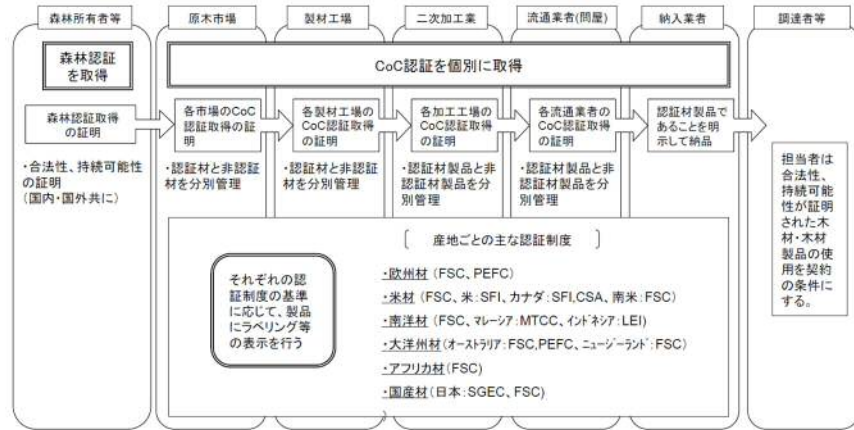 森林所有者等
原木市場
製材工場
二次加工業
流通業者(問屋)
納入業者
調達者等
森林認証
を取得
CoC認証を個別に取得
森林認証取得
の証明
各市場のCoC
認証取得の証
明
各製材工場の
CoC認証取得
の証明
各加工工場の
CoC認証取得
の証明
各流通業者の
CoC認証取得
の証明
認証材製品で
あることを明
示して納品
・合法性、持続可能性
の証明
(国内・国外共に)
・認証材と非認証
材を分別管理
・認証材と非認証
材を分別管理
・認証材製品と非
認証材製品を分
別管理
・認証材製品と非
認証材製品を分
別管理
担当者は
合法性、
持続可能
性が証明
された木
材・木材
製品の使
用を契約
の条件に
する。
それぞれの認
証制度の基準
に応じて、製品
にラベリング等
の表示を行う
[ 産地ごとの主な認証制度 ]
・欧州材 (FSC、PEFC)
・米材 (FSC、米:SFI、カナダ:SFI,CSA、南米:FSC)
・南洋材 (FSC、マレーシア:MTCC、インドネシア:LEI)
・大洋州材(オーストラリア:FSC,PEFC、ニュージーランド:FSC)
・アフリカ材(FSC)
・国産材(日本:SGEC、FSC)